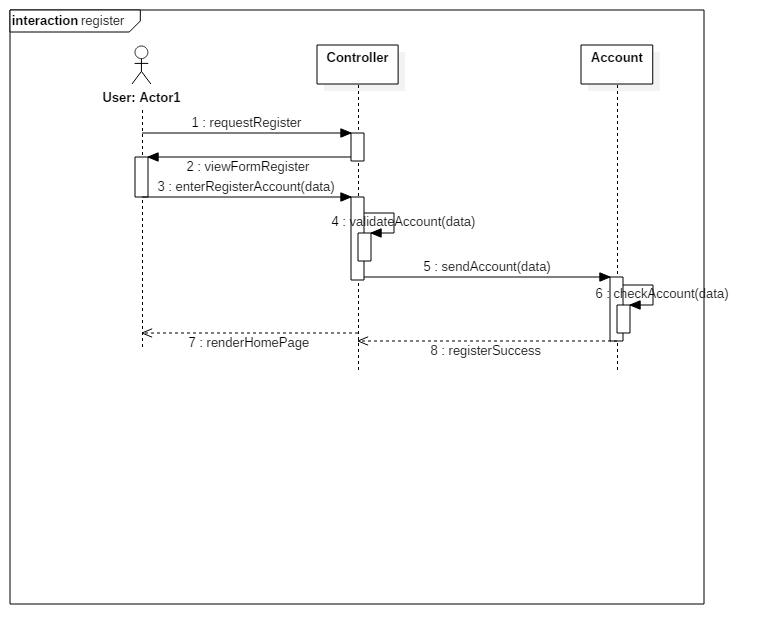 interaction register
Controller
Account
User: Actor1
1 : requestRegister
2 : viewFormRegister
3 : enterRegisterAccount(data)
4 : validateAccount(data)
5 : sendAccount(data)
6 : checkAccount(data)
7 : renderHomePage
8 : registerSuccess